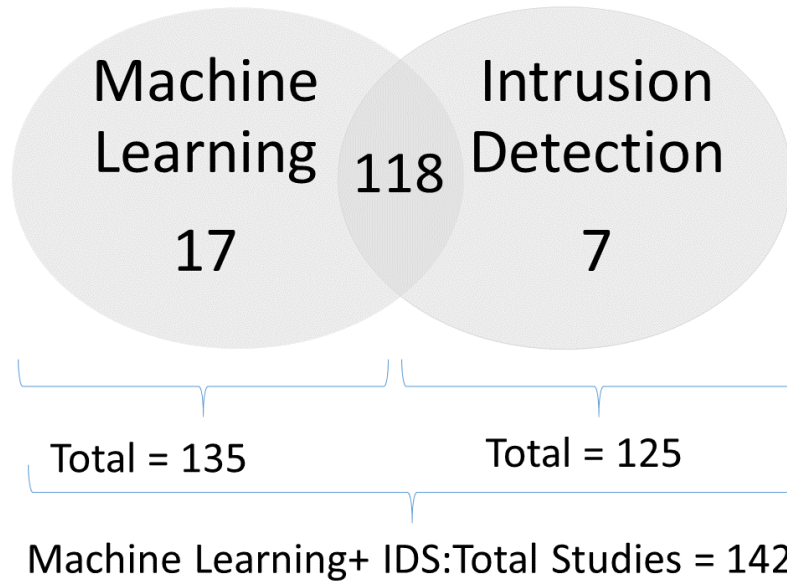 Machine
Learning
17
118
Intrusion
Detection
7
Total = 135
Total = 125
Machine Learning+ IDS:Total Studies = 142